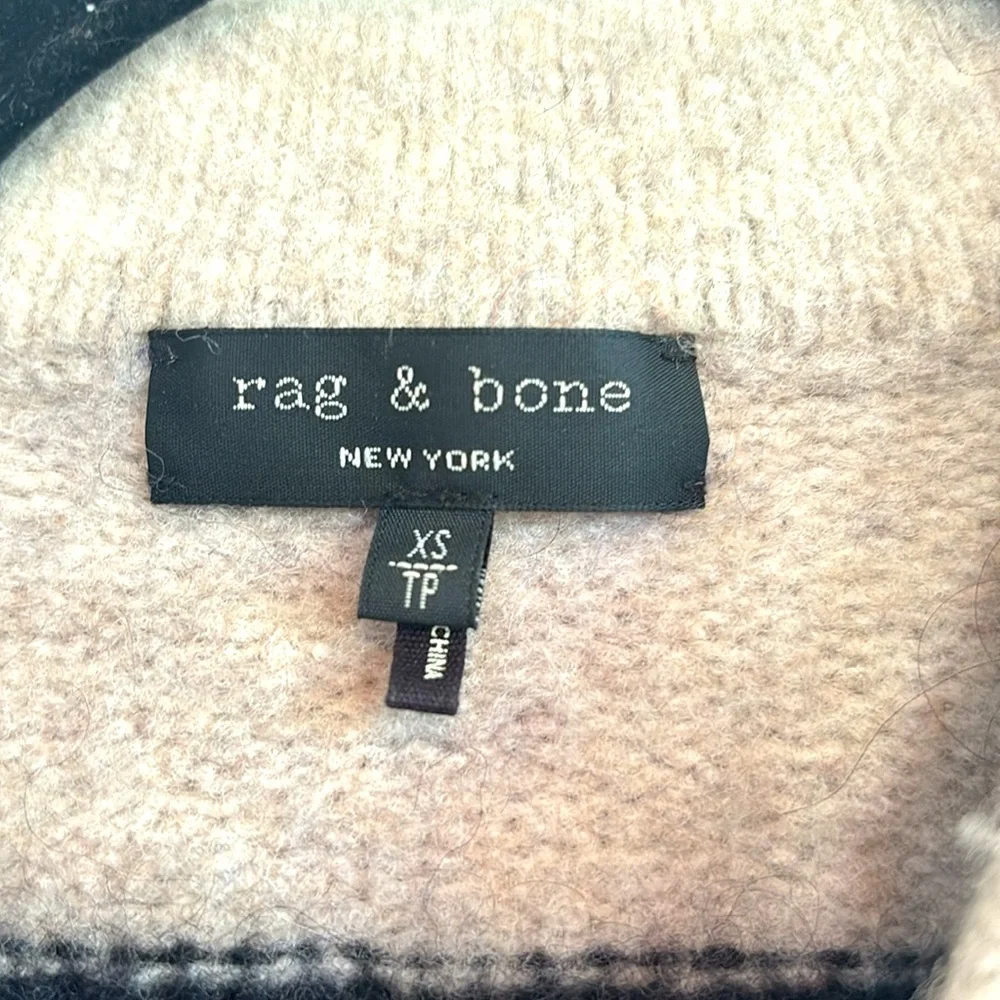 rag & bone
NEW YORK
XS
TP
CHINA